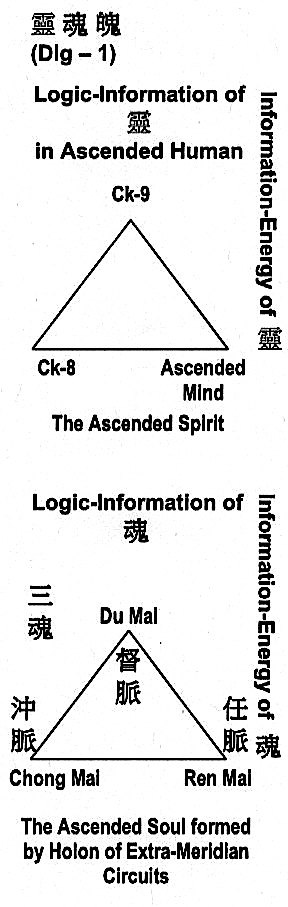 靈 魂 魄
(Dig – 1)
Logic-Information of
靈
in Ascended Human
Information-Energy of 靈
Ck-9
Ck-8
Ascended
Mind
The Ascended Spirit
Logic-Information of
魂
Information-Energy of 魂
三
魂
Du Mai
督
脈
沖
脈
任
脈
Chong Mai
Ren Mai
The Ascended Soul formed
by Holon of Extra-Meridian
Circuits